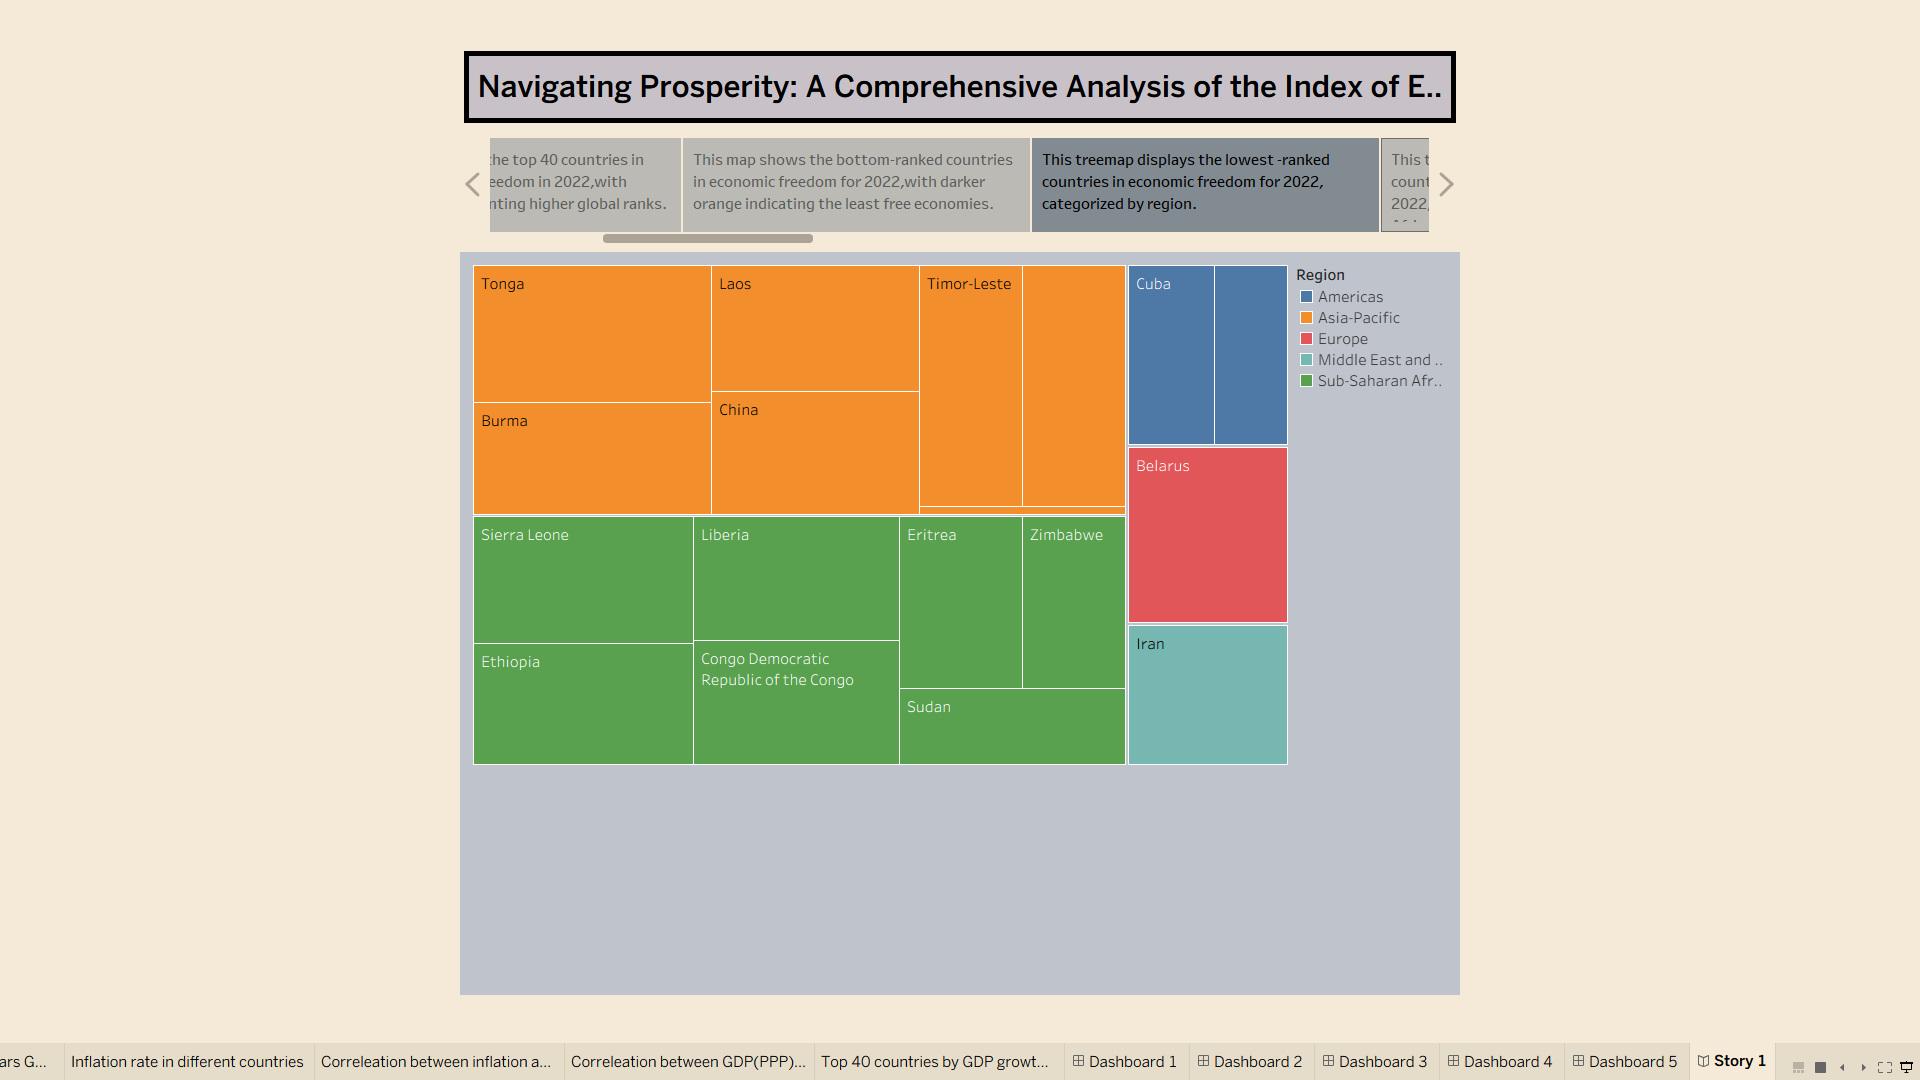 Navigating Prosperity: A Comprehensive Analysis of the Index of E..
the top 40 countries in
eedom in 2022,with
nting higher global ranks.
This map shows the bottom-ranked countries
in economic freedom for 2022,with darker
orange indicating the least free economies.
This treemap displays the lowest -ranked
countries in economic freedom for 2022,
categorized by region.
This t
count
2022,
Tonga
Laos
Timor-Leste
Cuba
Burma
China
Belarus
Sierra Leone
Liberia
Eritrea
Zimbabwe
Ethiopia
Congo Democratic
Republic of the Congo
Sudan
Iran
Region
Americas
Asia-Pacific
Europe
Middle East and ..
Sub-Saharan Afr..
ars G...
Inflation rate in different countries
Correleation between inflation a...
Correleation between GDP(PPP)...
Top 40 countries by GDP growt...
Dashboard 1
Dashboard 2
Dashboard 3
Dashboard 4
Dashboard 5
Story 1